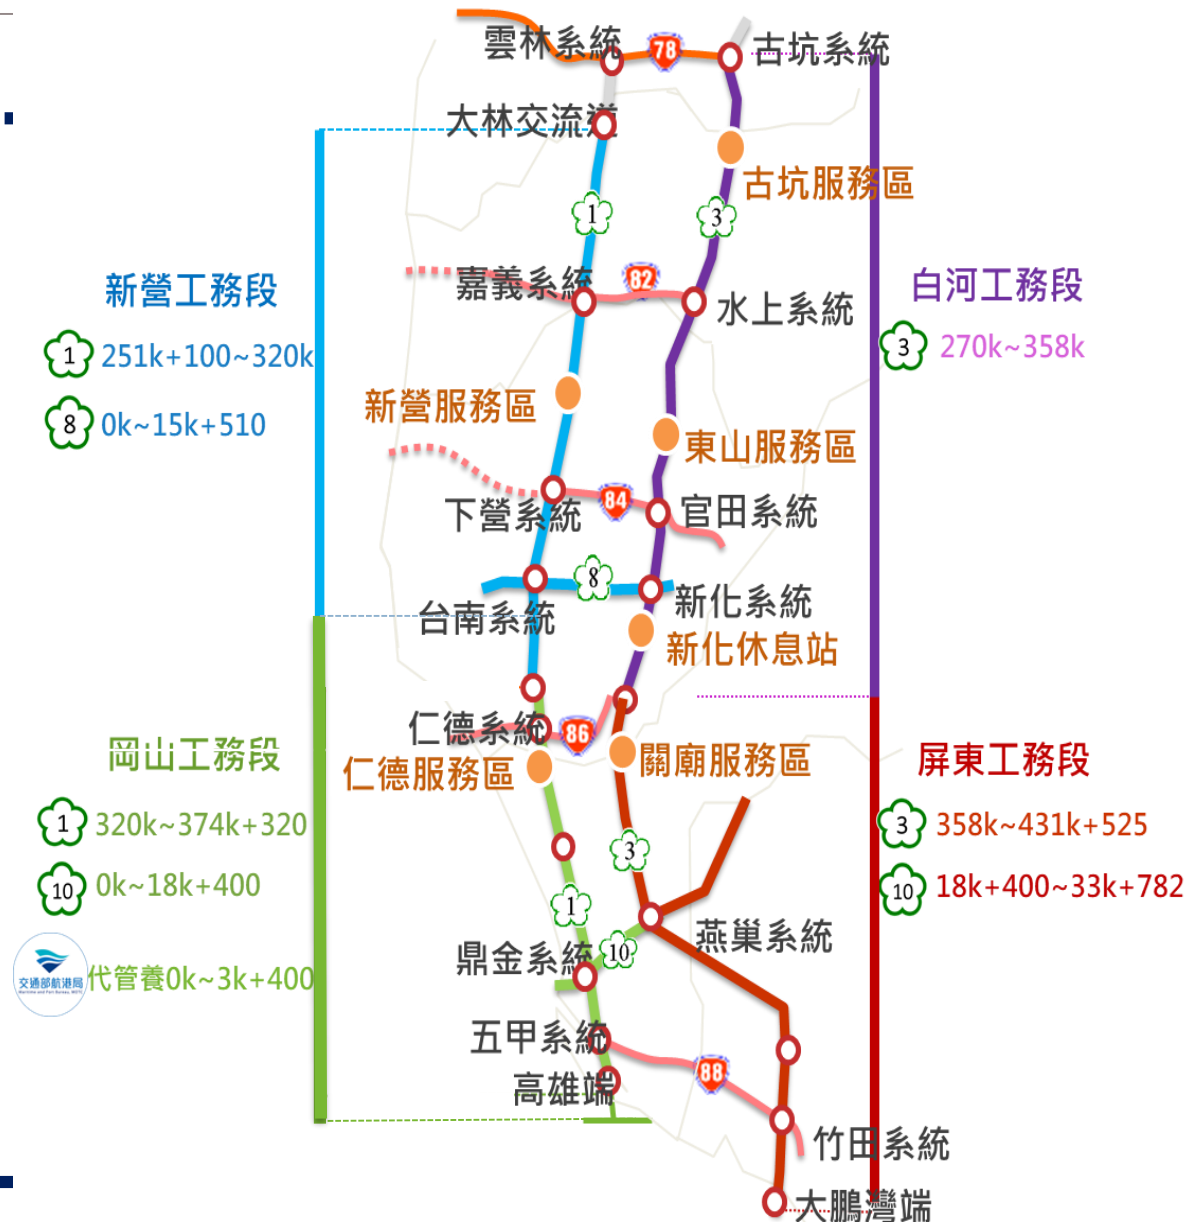 雲林系統
78
古坑系統
大林交流道
古坑服務區
1
3
新營工務段
1
251k+100~320k
8
0k~15k+510
嘉義系統
82
水上系統
白河工務段
3
270k~358k
新營服務區
東山服務區
下營系統
84
官田系統
8
台南系統
新化系統
新化休息站
仁德系統
86
仁德服務區
關廟服務區
岡山工務段
1
320k~374k+320
10
0k~18k+400
交通部航港局
代管養0k~3k+400
屏東工務段
3
358k~431k+525
10
18k+400~33k+782
3
1
燕巢系統
鼎金系統
10
五甲系統
88
高雄端
竹田系統
大鵬灣端